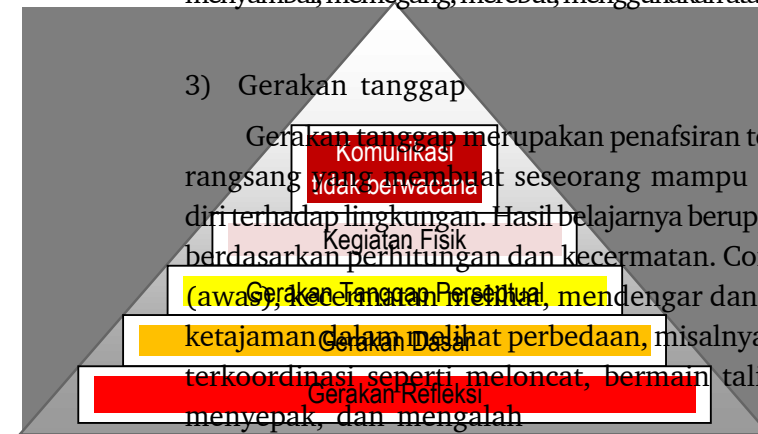 menyambar, memegang, merebut, menggunakan ata
3) Gerakan tanggap
Gerakan tanggap merupakan penafsiran te
rangsang yang membuat seseorang mampu
diri terhadap lingkungan. Hasil belajarnya berup
berdasarkan perhitungan dan kecermatan. Co
(awas), kecermatan melihat, mendengar dan
ketajaman dalam melihat perbedaan, misalnya
terkoordinasi seperti meloncat, bermain tal
menyepak, dan mengalah
Komunikasi
tidak berwacana
Kegiatan Fisik
Gerakan Tanggap Perseptual
Gerakan Dasar
Gerakan Refleksi